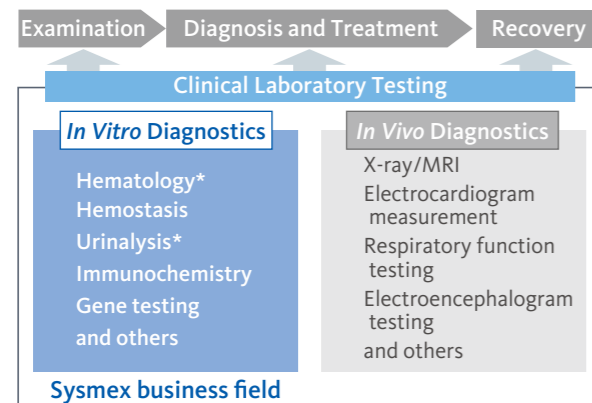 Examination
Diagnosis and Treatment
Recovery
Clinical Laboratory Testing
In Vitro Diagnostics
Hematology*
Hemostasis
Urinalysis*
Immunochemistry
Gene testing
and others
In Vivo Diagnostics
X-ray/MRI
Electrocardiogram
measurement
Respiratory function
testing
Electroencephalogram
testing
and others
Sysmex business field